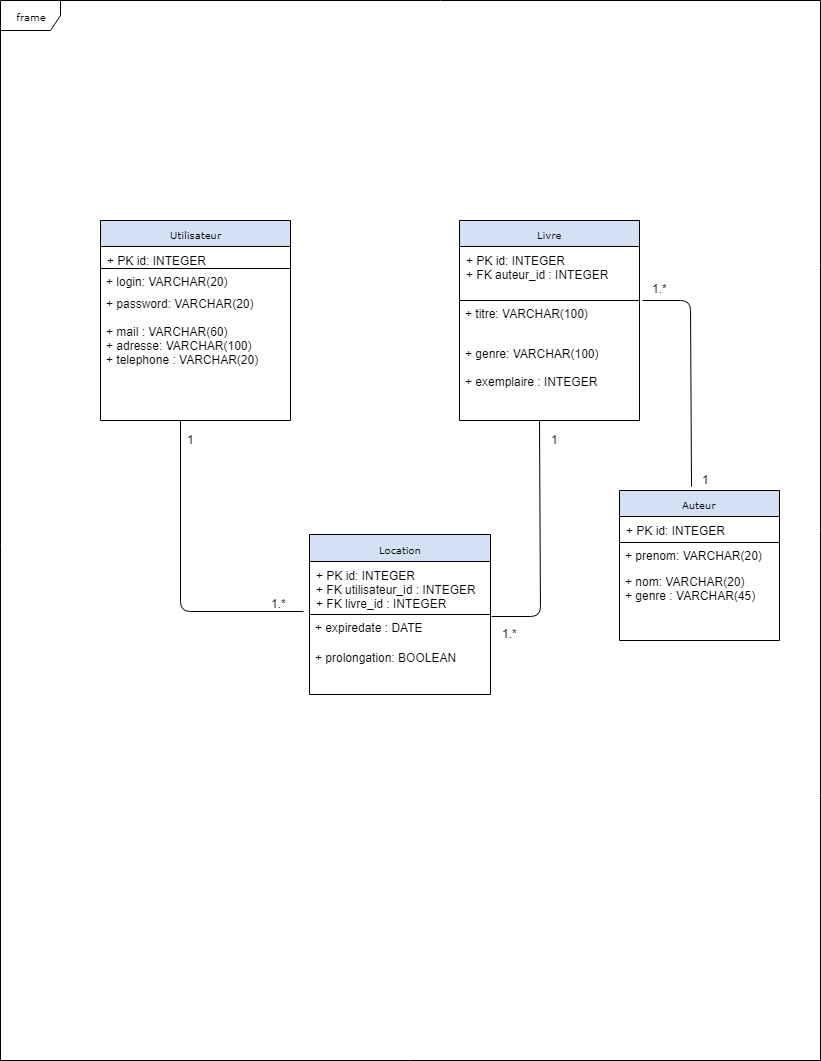 frame
Utilisateur
+ PK id: INTEGER
+ login: VARCHAR(20)
+ password: VARCHAR(20)
+ mail : VARCHAR(60)
+ adresse: VARCHAR(100)
+ telephone : VARCHAR(20)
1
Livre
+ PK id: INTEGER
+ FK auteur_id : INTEGER
+ titre: VARCHAR(100)
+ genre: VARCHAR(100)
+ exemplaire : INTEGER
1
1.*
1
Auteur
+ PK id: INTEGER
+ prenom: VARCHAR(20)
+ nom: VARCHAR(20)
+ genre : VARCHAR(45)
Location
+ PK id: INTEGER
+ FK utilisateur_id : INTEGER
+ FK livre_id : INTEGER
+ expiredate : DATE
+ prolongation: BOOLEAN
1.*
1.*